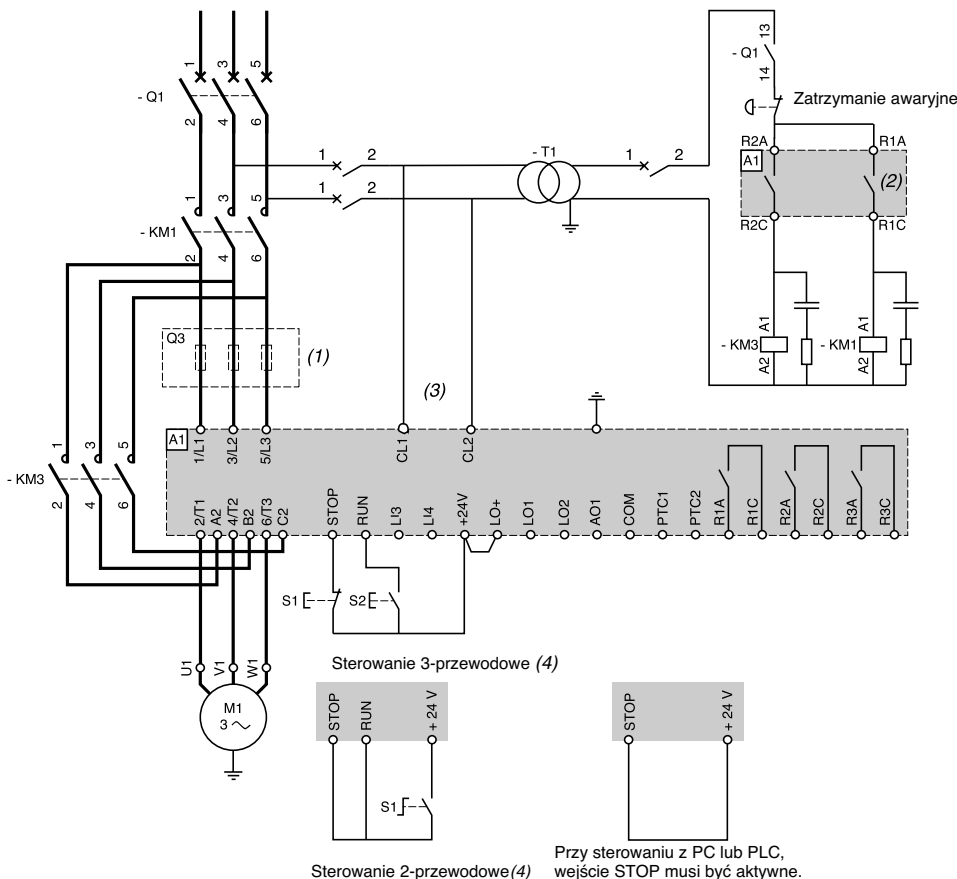 13
- Q1
14
1
3
5
- Q1
2
4
6
Zatrzymanie awaryjne
1
2
- T1
1
2
R2A
R1A
A1
(2)
1
2
1
3
5
- KM1
2
4
6
R2C
R1C
Q3
(1)
A1
A1
- KM3
- KM1
A2
A2
(3)
A1
1/L1
3/L2
5/L3
CL1
CL2
1
3
5
- KM3
2
4
6
2/T1
A2
4/T2
B2
6/T3
C2
STOP
RUN
LI3
LI4
+24V
LO+
LO1
LO2
AO1
COM
PTC1
PTC2
R1A
R1C
R2A
R2C
R3A
R3C
S1
S2
Sterowanie 3-przewodowe (4)
U1
V1
W1
M1
3
STOP
RUN
+ 24 V
STOP
+ 24 V
S1
Sterowanie 2-przewodowe(4)
Przy sterowaniu z PC lub PLC,
wejście STOP musi być aktywne.